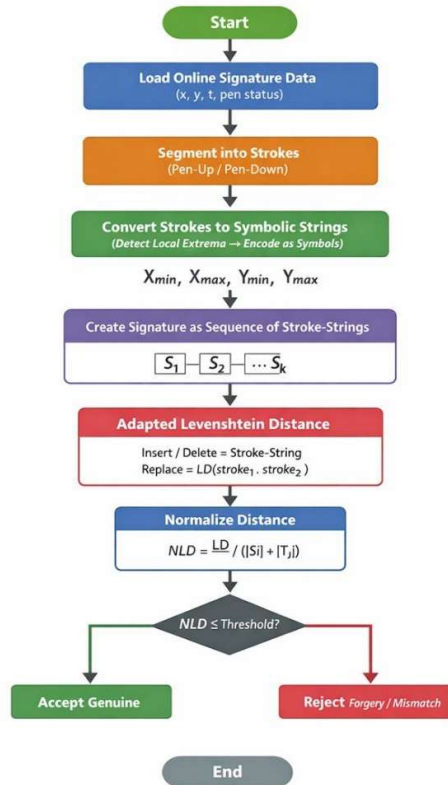 Start
Load Online Signature Data
(x, y, t, pen status)
Segment into Strokes
(Pen-Up / Pen-Down)
Convert Strokes to Symbolic Strings
(Detect Local Extrema → Encode as Symbols)
Xmin, Xmax, Ymin, Ymax
Create Signature as Sequence of Stroke-Strings
S1 S2 ... Sk
Adapted Levenshtein Distance
Insert / Delete = Stroke-String
Replace = LD(stroke1 . stroke2)
Normalize Distance
NLD = LD / (|Si| + |Tj|)
NLD ≤ Threshold?
Accept Genuine
Reject Forgery / Mismatch
End